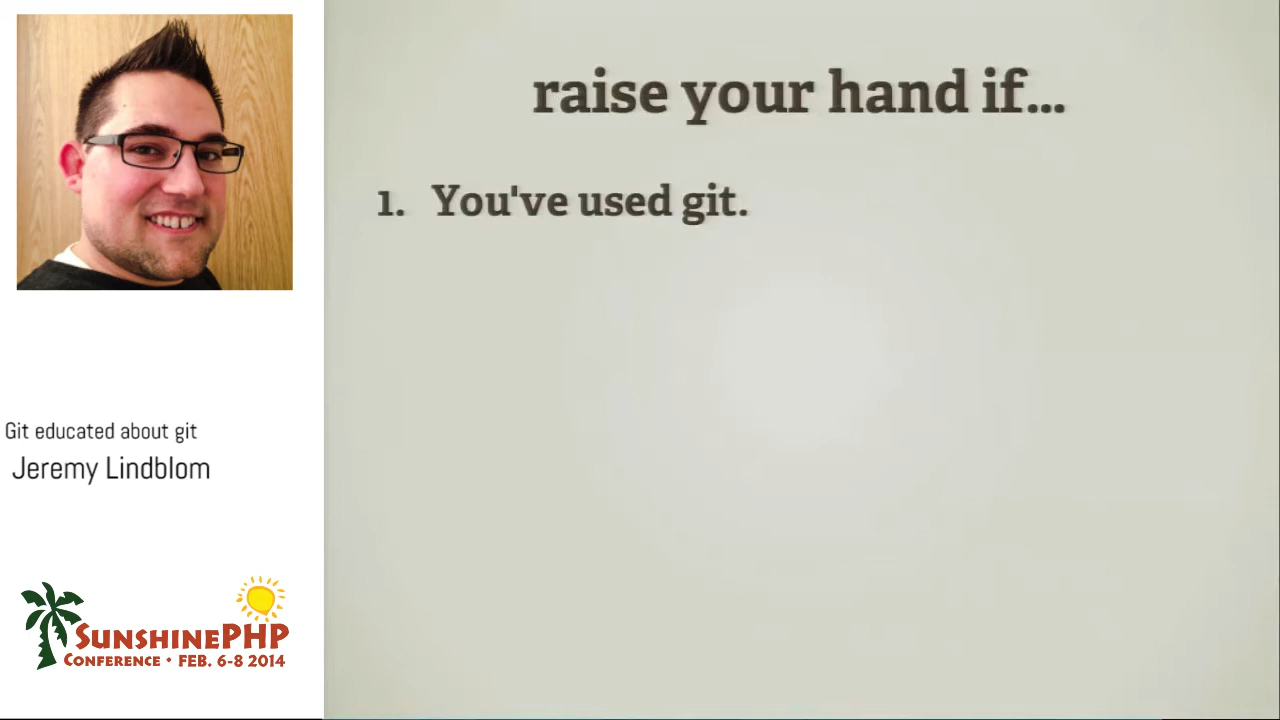 raise your hand if...
1. You've used git.
Git educated about git
Jeremy Lindblom
SUNSHINEPHP
CONFERENCE • FEB. 6-8 2014